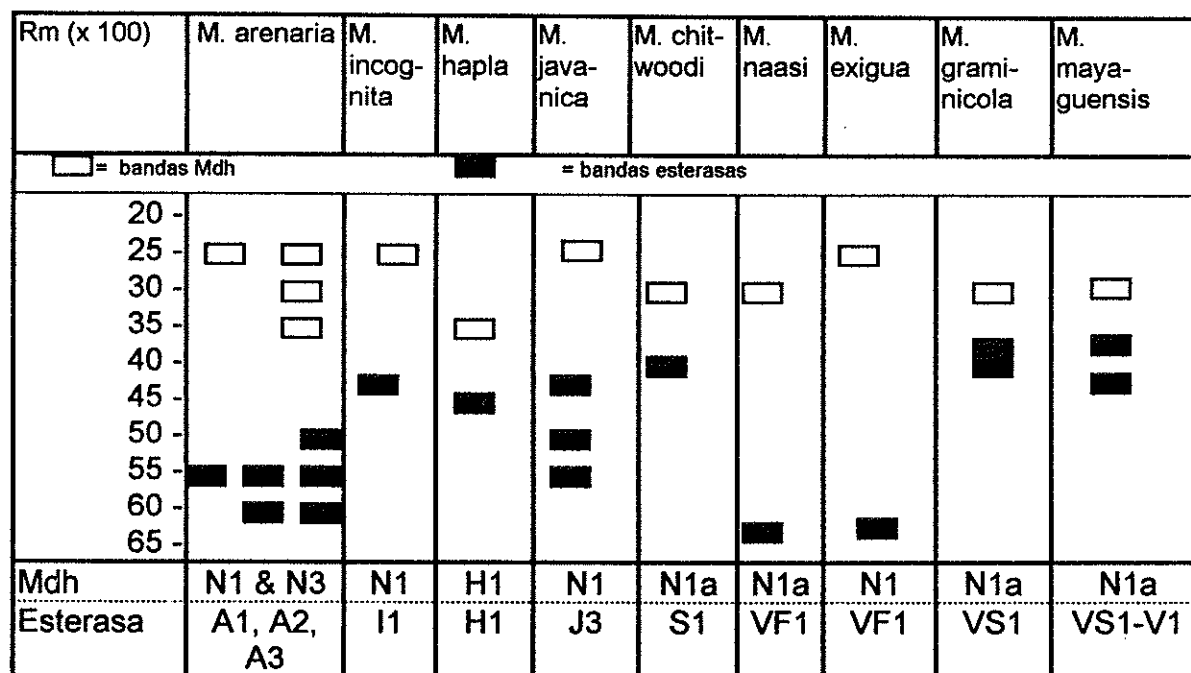 Rm (x 100) M. arenaria M. incog- nita M. hapla M. java- nica M. chit- woodi M. naasi M. exigua M. grami- nicola M. maya- guensis
= bandas Mdh = bandas esterasas
20 -
25 -
30 -
35 -
40 -
45 -
50 -
55 -
60 -
65 -
Mdh N1 & N3 N1 H1 N1 N1a N1a N1 N1a N1a
Esterasa A1, A2, A3 I1 H1 J3 S1 VF1 VF1 VS1 VS1-V1